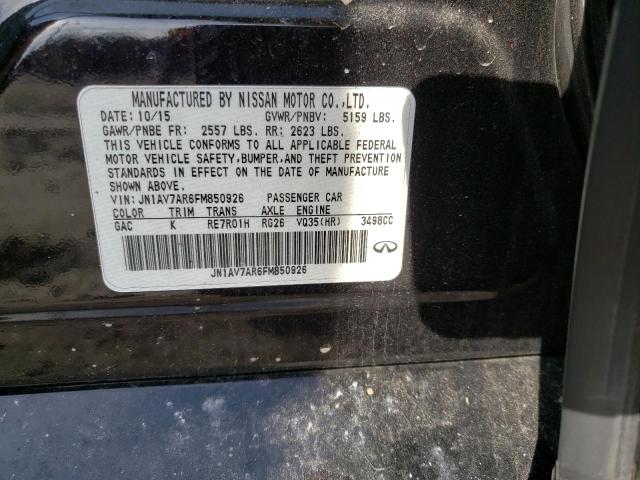 MANUFACTURED BY NISSAN MOTOR CO.,LTD.
DATE: 10/15 GVWR/PNBV: 5159 LBS.
GAWR/PNBE FR: 2557 LBS. RR: 2623 LBS.
THIS VEHICLE CONFORMS TO ALL APPLICABLE FEDERAL
MOTOR VEHICLE SAFETY,BUMPER,AND THEFT PREVENTION
STANDARDS IN EFFECT ON THE DATE OF MANUFACTURE
SHOWN ABOVE.
VIN:JN1AV7AR6FM850926 PASSENGER CAR
COLOR TRIM TRANS AXLE ENGINE
GAC K RE7R01H RG26 VQ35(HR) 3498CC
JN1AV7AR6FM850926